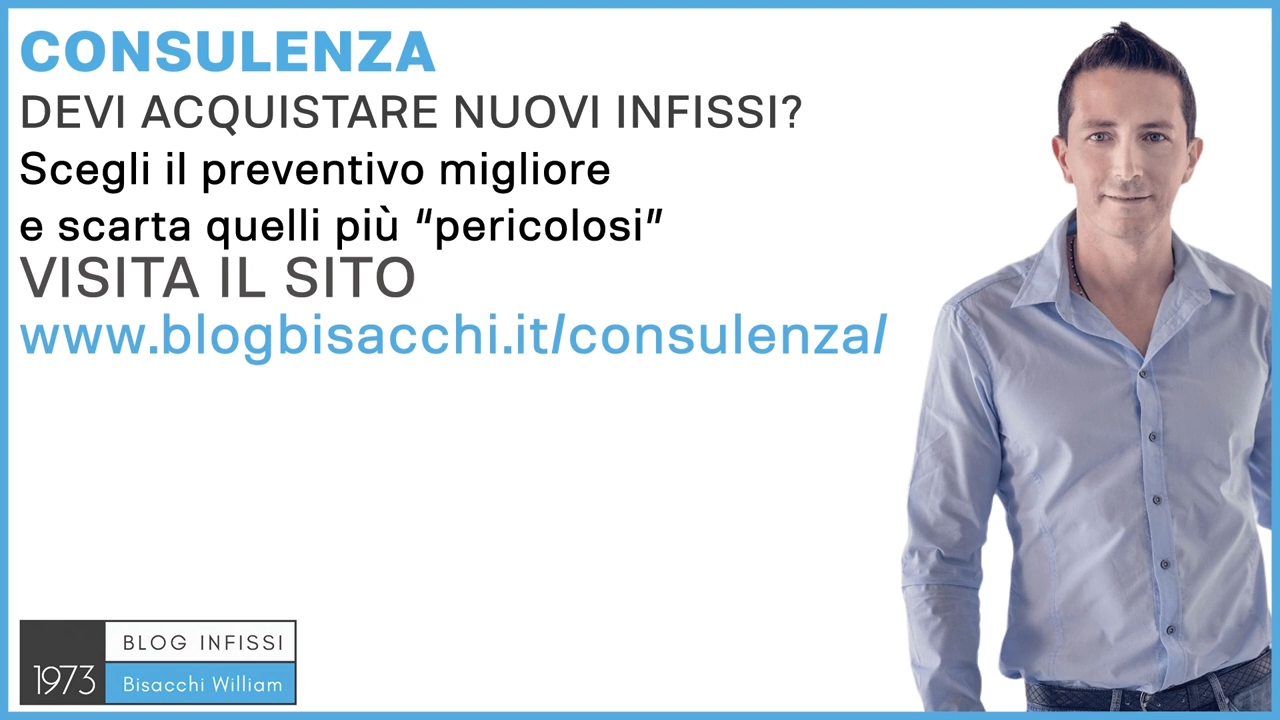 CONSULENZA
DEVI ACQUISTARE NUOVI INFISSI?
Scegli il preventivo migliore
e scarta quelli più “pericolosi”
VISITA IL SITO
www.blogbisacchi.it/consulenza/
BLOG INFISSI
1973
Bisacchi William